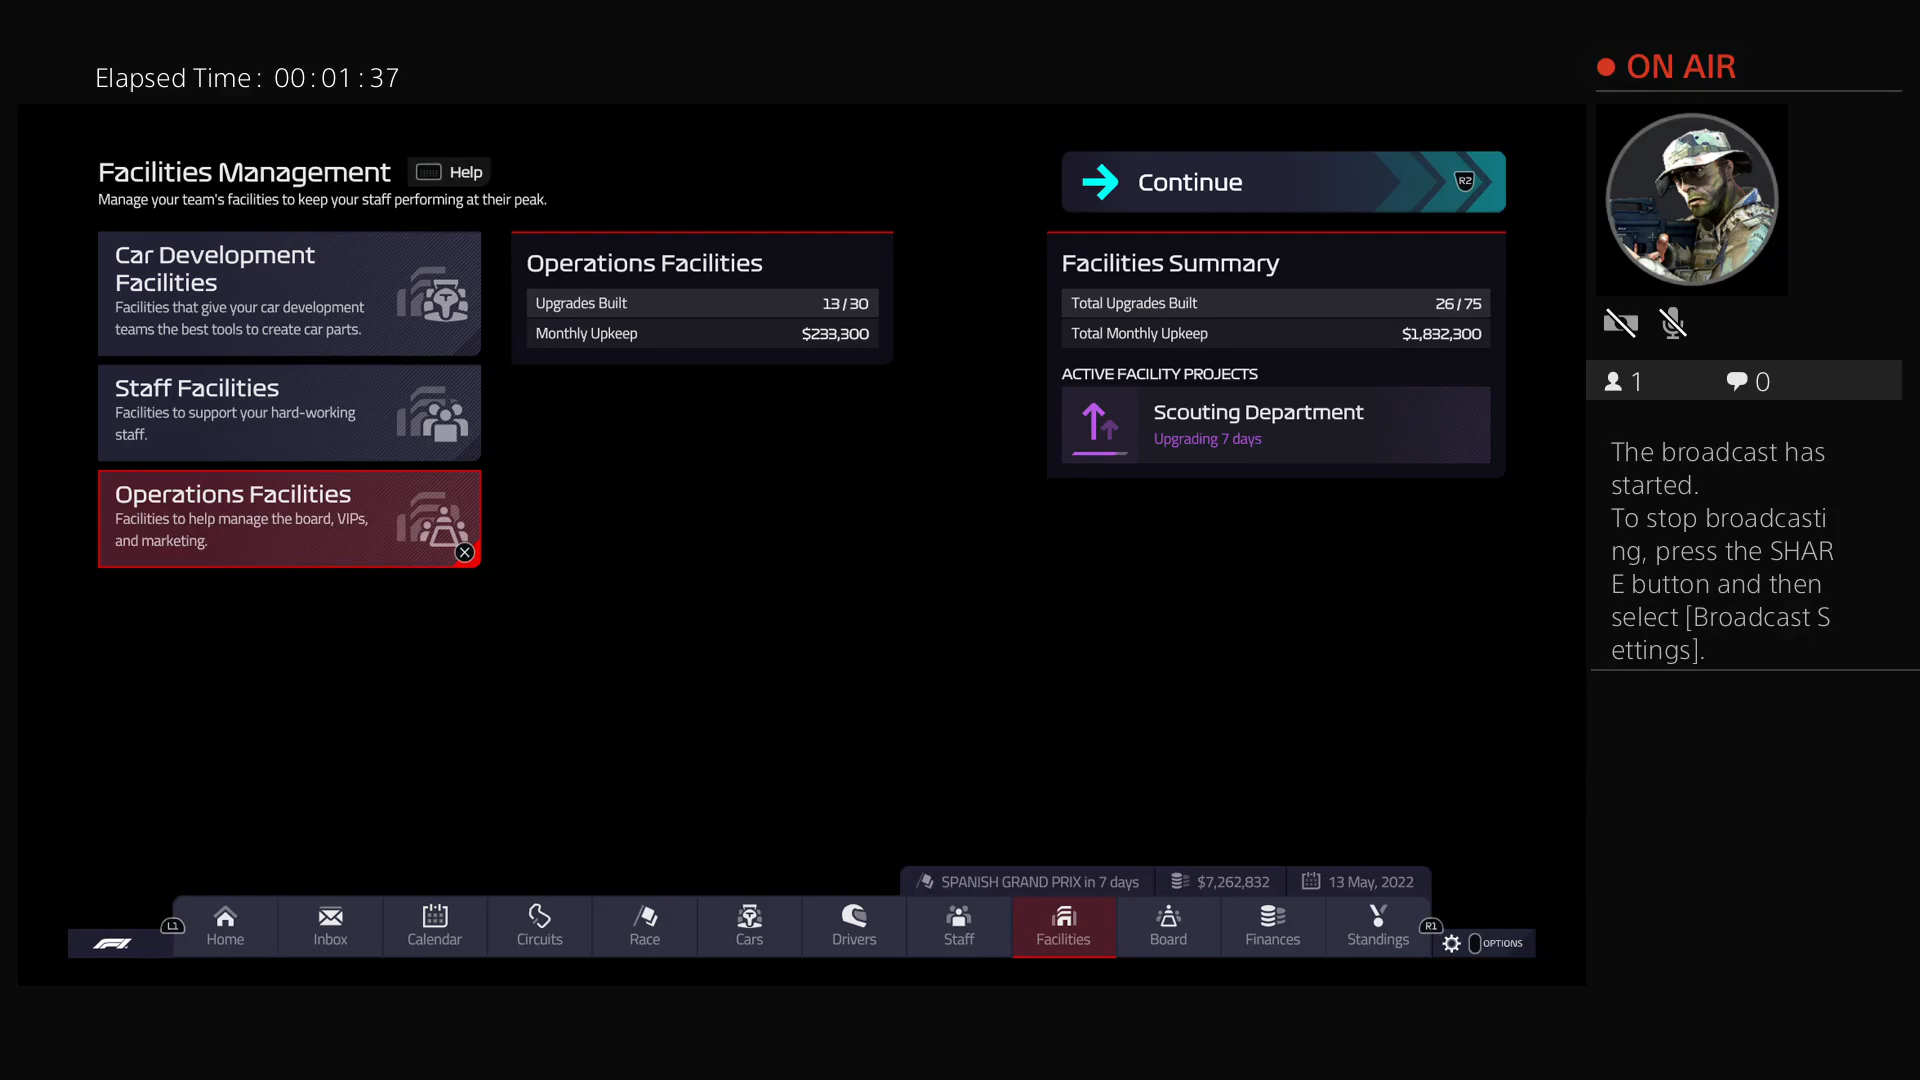 Elapsed Time: 00:01:37
ON AIR
Facilities Management
Help
Manage your team's facilities to keep your staff performing at their peak.
Continue
R2
Car Development
Facilities
Facilities that give your car development
teams the best tools to create car parts.
Staff Facilities
Facilities to support your hard-working
staff.
Operations Facilities
Facilities to help manage the board, VIPs,
and marketing.
Operations Facilities
Upgrades Built 13/30
Monthly Upkeep $233,300
Facilities Summary
Total Upgrades Built 26/75
Total Monthly Upkeep $1,832,300
ACTIVE FACILITY PROJECTS
Scouting Department
Upgrading 7 days
1 0
The broadcast has
started.
To stop broadcasti
ng, press the SHAR
E button and then
select [Broadcast S
ettings].
SPANISH GRAND PRIX in 7 days $7,262,832 13 May, 2022
L1 Home Inbox Calendar Circuits Race Cars Drivers Staff Facilities Board Finances Standings R1
F1
OPTIONS